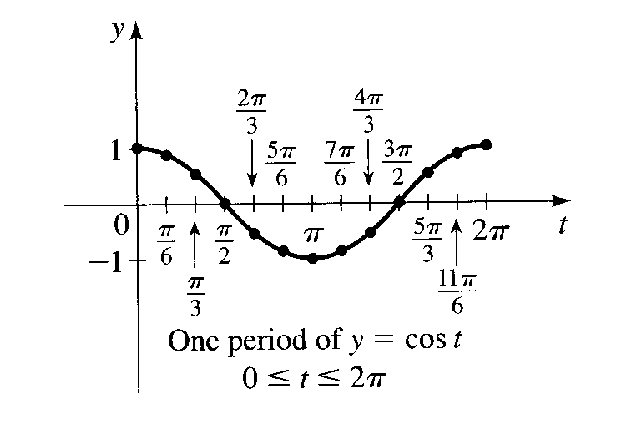 y
2π/3 4π/3
1 5π/6 7π/6 3π/2
0 π/6 π/2 π 5π/3 2π t
−1
π/3 11π/6
One period of y = cos t
0 ≤ t ≤ 2π